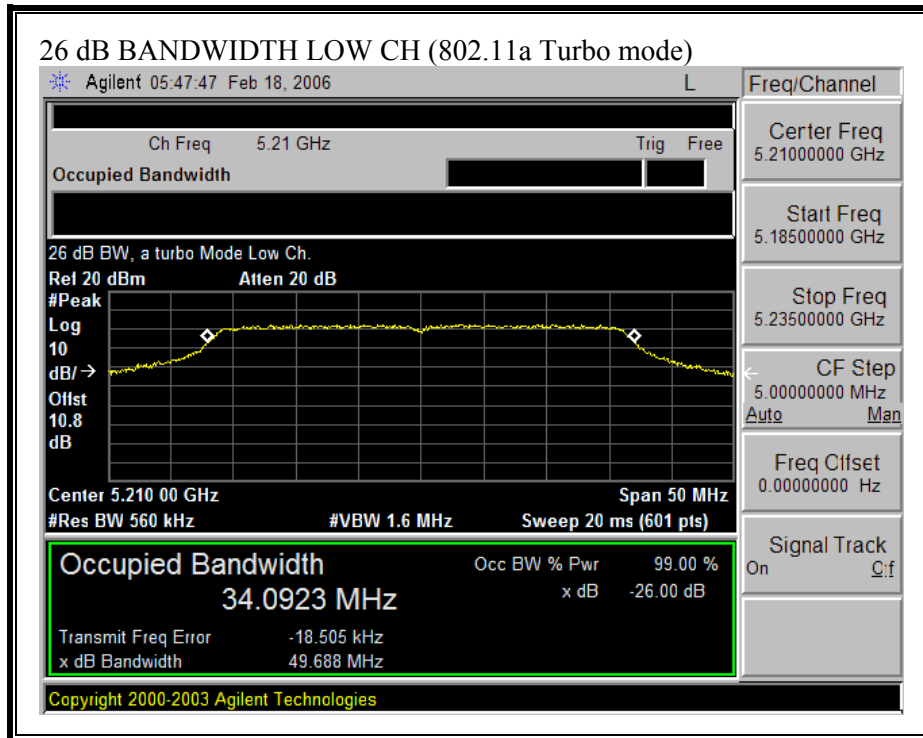 26 dB BANDWIDTH LOW CH (802.11a Turbo mode)
Agilent 05:47:47 Feb 18, 2006 L
Freq/Channel
Ch Freq 5.21 GHz Trig Free
Occupied Bandwidth
26 dB BW, a turbo Mode Low Ch.
Ref 20 dBm Atten 20 dB
#Peak
Log
10
dB/
Offst
10.8
dB
Center 5.210 00 GHz Span 50 MHz
#Res BW 560 kHz #VBW 1.6 MHz Sweep 20 ms (601 pts)
Occupied Bandwidth
34.0923 MHz
Occ BW % Pwr 99.00 %
x dB -26.00 dB
Transmit Freq Error -18.505 kHz
x dB Bandwidth 49.688 MHz
Copyright 2000-2003 Agilent Technologies
Center Freq
5.21000000 GHz
Start Freq
5.18500000 GHz
Stop Freq
5.23500000 GHz
CF Step
5.00000000 MHz
Auto Man
Freq Offset
0.00000000 Hz
Signal Track
On Off